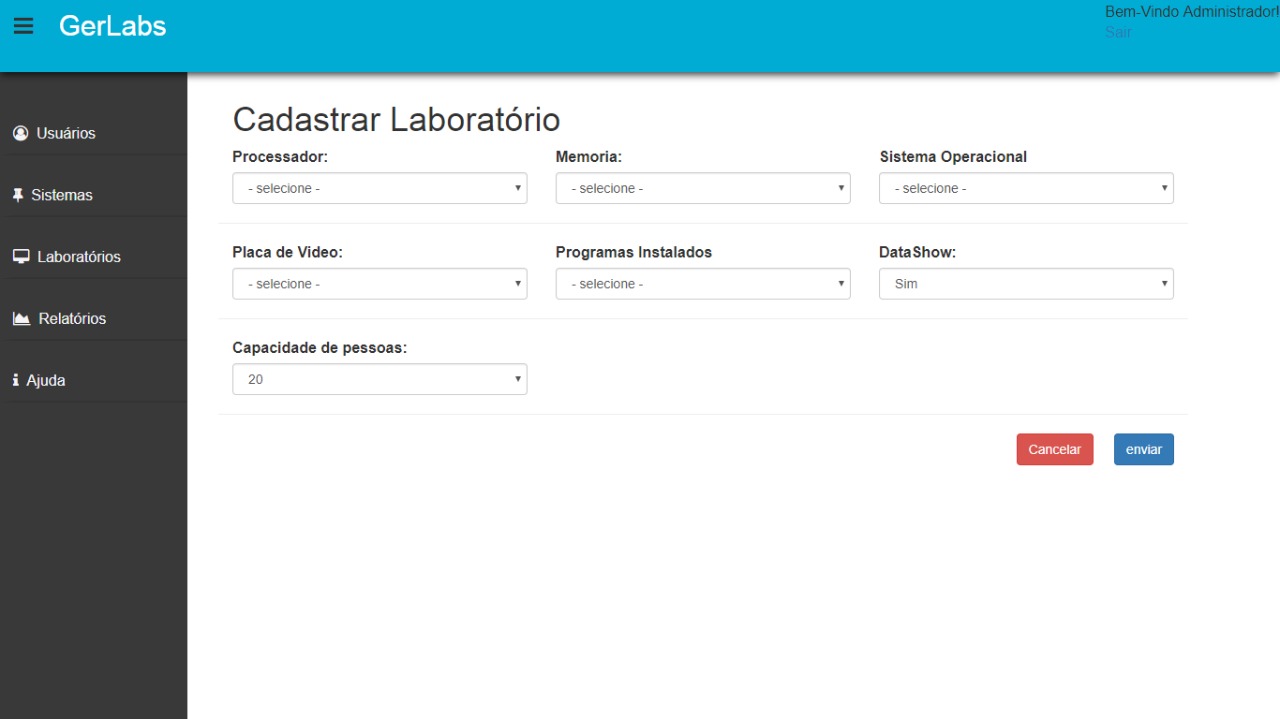 GerLabs
Bem-Vindo Administrador!
Sair
Usuários
Sistemas
Laboratórios
Relatórios
Ajuda
Cadastrar Laboratório
Processador: Memoria: Sistema Operacional
- selecione - - selecione - - selecione -
Placa de Video: Programas Instalados DataShow:
- selecione - - selecione - Sim
Capacidade de pessoas:
20
Cancelar enviar